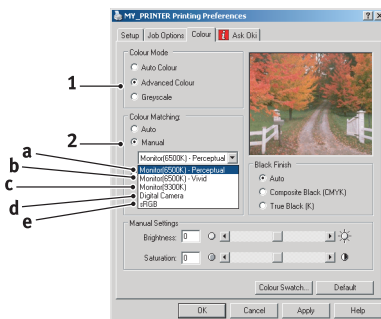 MY_PRINTER Printing Preferences
? x
Setup Job Options Colour i Ask Oki
Colour Mode
Auto Colour
1
Advanced Colour
Greyscale
Colour Matching:
Auto
2
Manual
Monitor(6500K) - Perceptual
a
Monitor(6500K) - Perceptual
b
Monitor(6500K) - Vivid
c
Monitor(9300K)
d
Digital Camera
e
sRGB
Black Finish
Auto
Composite Black (CMYK)
True Black (K)
Manual Settings
Brightness: 0
Saturation: 0
Colour Swatch... Default
OK Cancel Apply Help